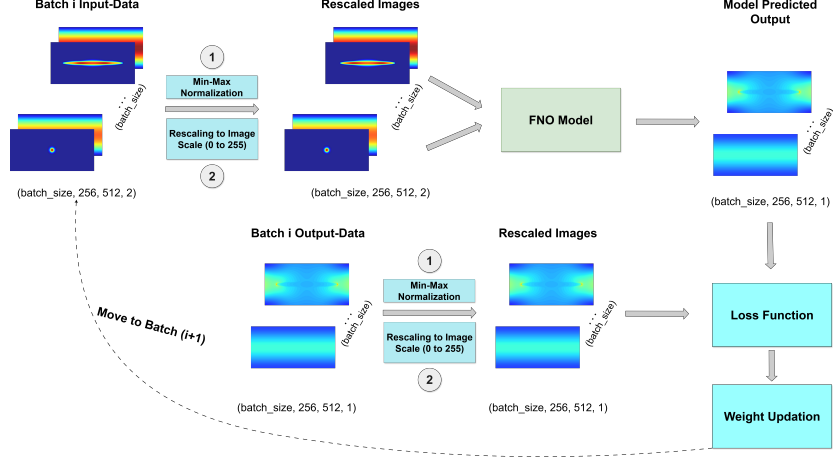 Batch i Input-Data
Rescaled Images
Model Predicted
Output
1
Min-Max
Normalization
Rescaling to Image
Scale (0 to 255)
2
...
(batch_size)
...
(batch_size)
FNO Model
...
(batch_size)
(batch_size, 256, 512, 2)
(batch_size, 256, 512, 2)
(batch_size, 256, 512, 1)
Batch i Output-Data
Rescaled Images
1
Min-Max
Normalization
Rescaling to Image
Scale (0 to 255)
2
...
(batch_size)
...
(batch_size)
(batch_size, 256, 512, 1)
(batch_size, 256, 512, 1)
Move to Batch (i+1)
Loss Function
Weight Updation